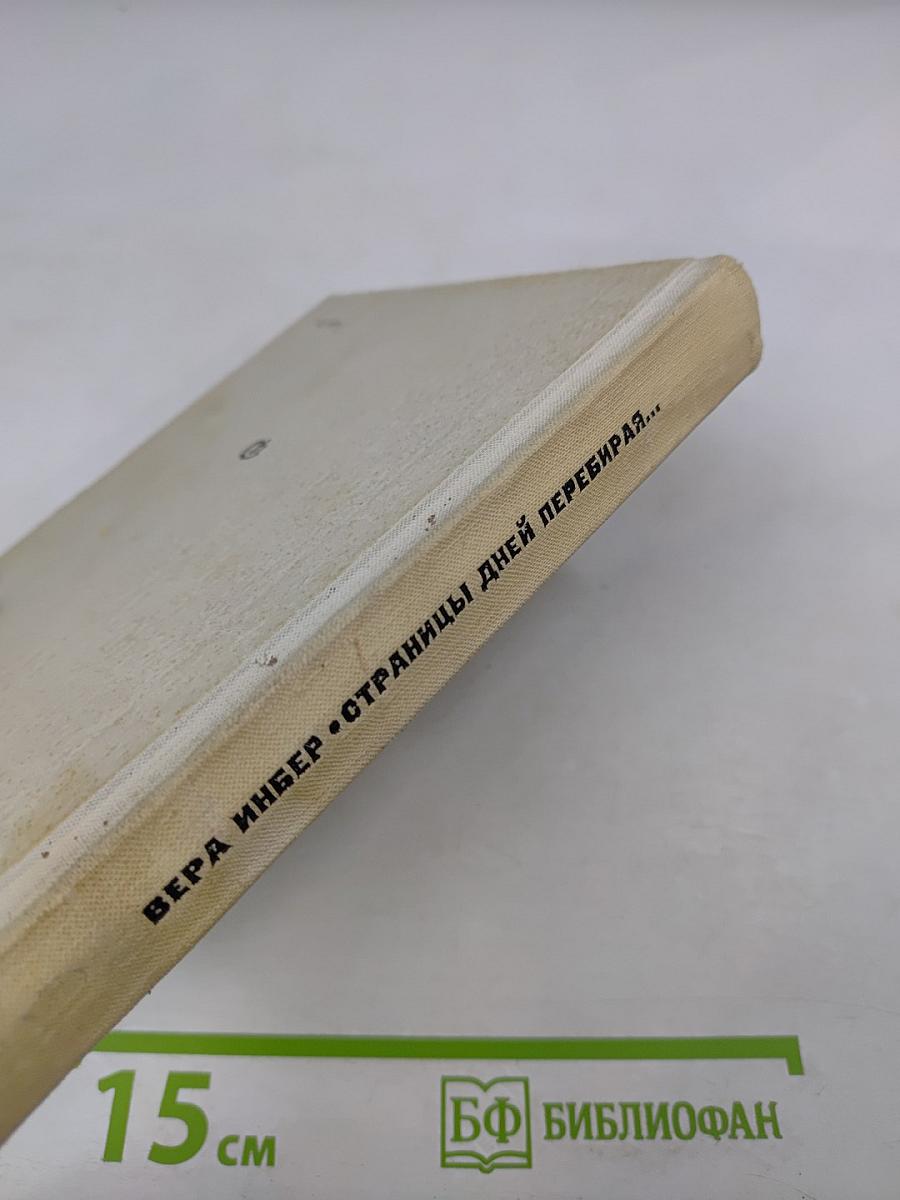 ВЕРА ИНБЕР • СТРАНИЦЫ ДНЕЙ ПЕРЕБИРАЯ...
15 см
БФ БИБЛИОФАН